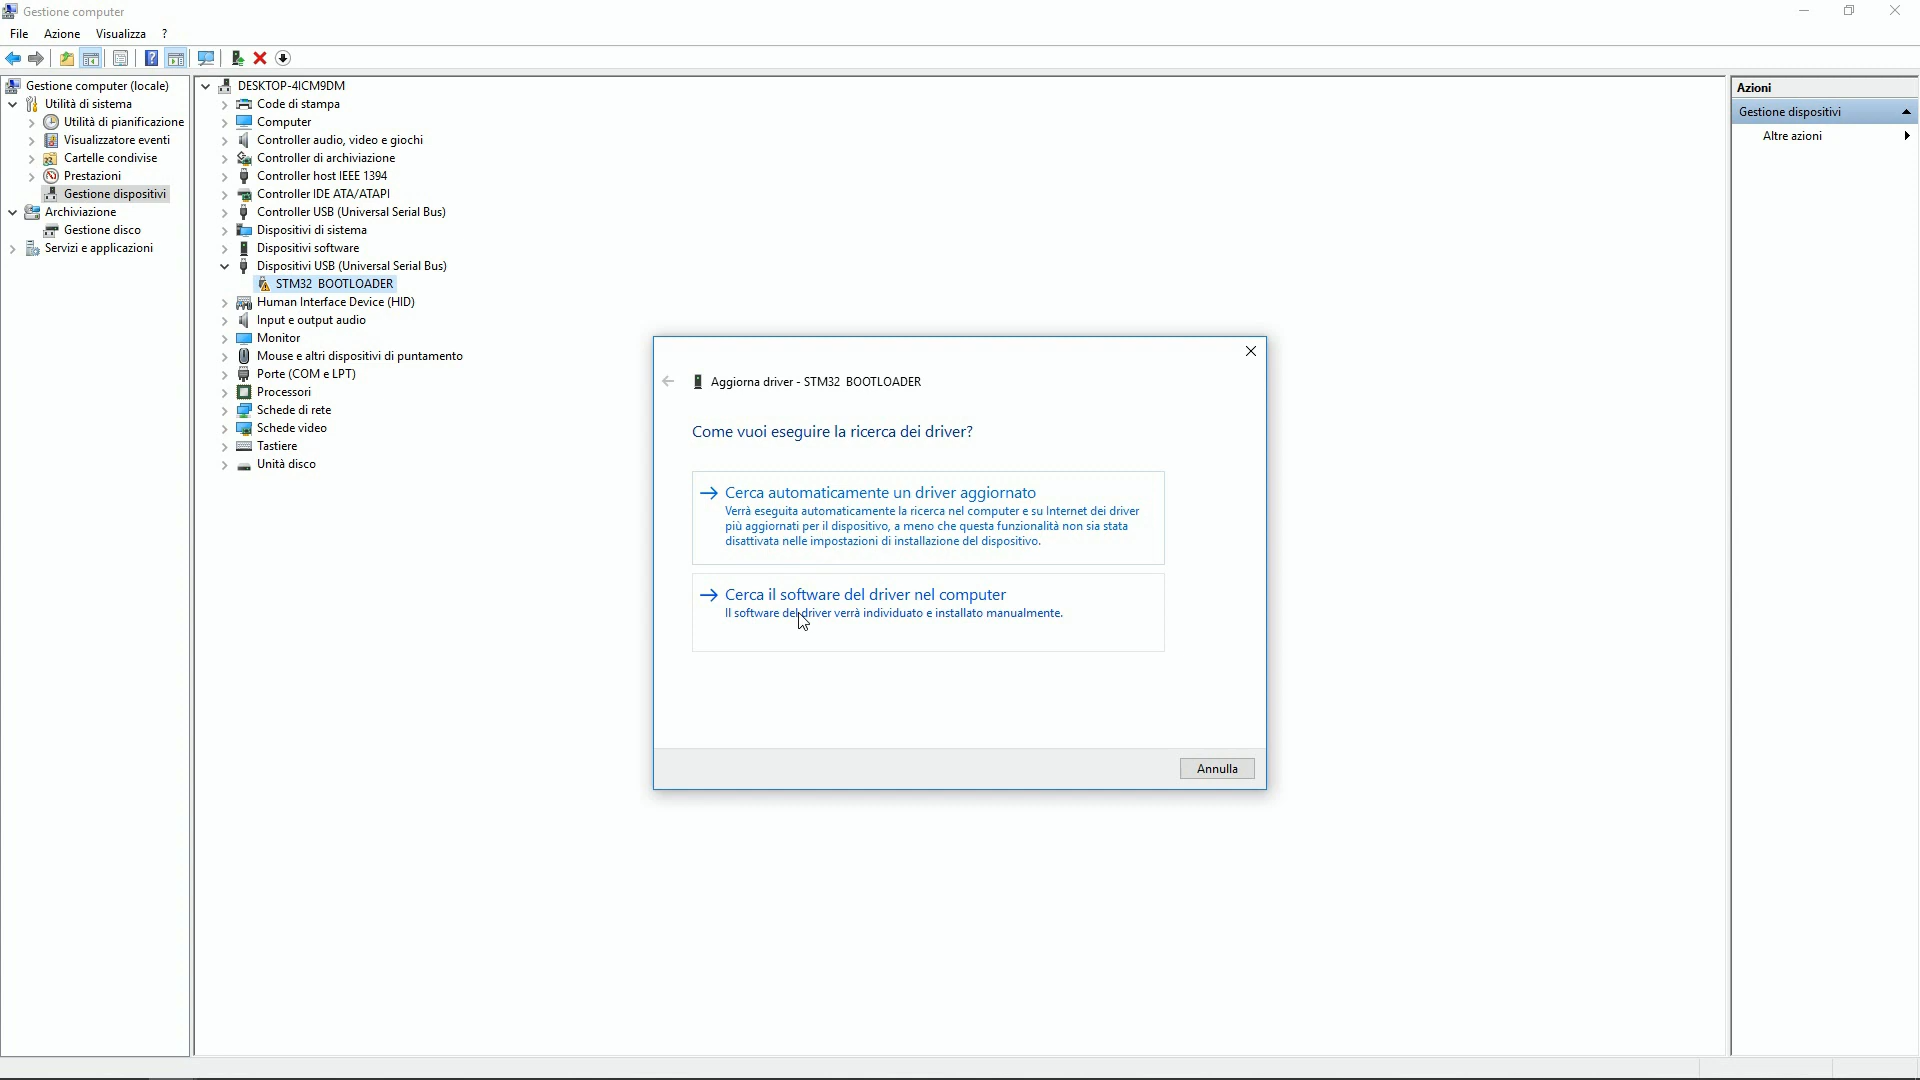 Gestione computer
File Azione Visualizza ?
Gestione computer (locale)
Utilità di sistema
Utilità di pianificazione
Visualizzatore eventi
Cartelle condivise
Prestazioni
Gestione dispositivi
Archiviazione
Gestione disco
Servizi e applicazioni
DESKTOP-4ICM9DM
Code di stampa
Computer
Controller audio, video e giochi
Controller di archiviazione
Controller host IEEE 1394
Controller IDE ATA/ATAPI
Controller USB (Universal Serial Bus)
Dispositivi di sistema
Dispositivi software
Dispositivi USB (Universal Serial Bus)
STM32 BOOTLOADER
Human Interface Device (HID)
Input e output audio
Monitor
Mouse e altri dispositivi di puntamento
Porte (COM e LPT)
Processori
Schede di rete
Schede video
Tastiere
Unità disco
Aggiorna driver - STM32 BOOTLOADER
Come vuoi eseguire la ricerca dei driver?
Cerca automaticamente un driver aggiornato
Verrà eseguita automaticamente la ricerca nel computer e su Internet dei driver
più aggiornati per il dispositivo, a meno che questa funzionalità non sia stata
disattivata nelle impostazioni di installazione del dispositivo.
Cerca il software del driver nel computer
Il software del driver verrà individuato e installato manualmente.
Annulla
Azioni
Gestione dispositivi
Altre azioni